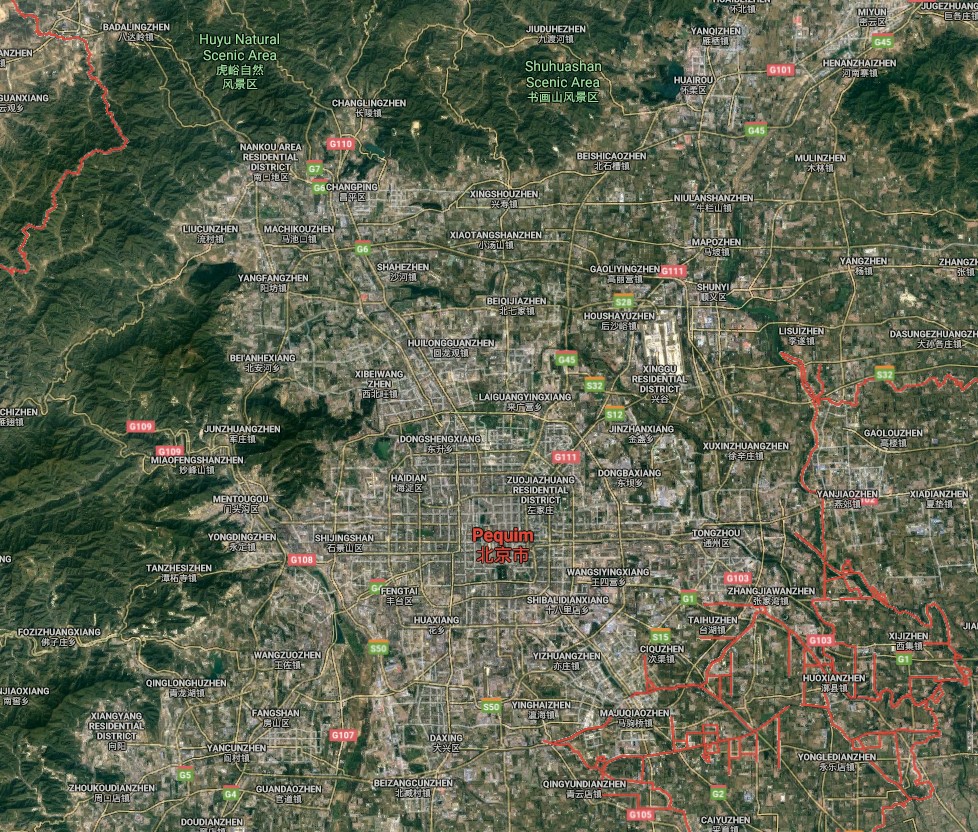 BADALINGZHEN
八达岭镇
Huyu Natural
Scenic Area
虎峪自然
风景区
JIUDUHEZHEN
九渡河镇
怀北镇
YANQIZHEN
雁栖镇
MIYUN
密云区
巨各庄镇
G45
Shuhuashan
Scenic Area
书画山风景区
G101
HENANZHAIZHEN
河南寨镇
HUAIROU
怀柔区
CHANGLINGZHEN
长陵镇
G110
G45
NANKOU AREA
RESIDENTIAL
DISTRICT
南口地区
G7
G6
CHANGPING
昌平区
BEISHICAOZHEN
北石槽镇
MULINZHEN
木林镇
XINGSHOUZHEN
兴寿镇
NIULANSHANZHEN
牛栏山镇
LIUCUNZHEN
流村镇
MACHIKOUZHEN
马池口镇
G6
XIAOTANGSHANZHEN
小汤山镇
MAPOZHEN
马坡镇
YANGZHEN
杨镇
张镇
YANGFANGZHEN
阳坊镇
SHAHEZHEN
沙河镇
GAOLIYINGZHEN
高丽营镇
G111
SHUNYI
顺义区
BEIQIJIAZHEN
北七家镇
S28
HOUSHAYUZHEN
后沙峪镇
LISUIZHEN
李遂镇
DASUNGEZHUANGZH
大孙各庄镇
HUILONGGUANZHEN
回龙观镇
BEI'ANHEXIANG
北安河乡
G45
XIBEIWANG
ZHEN
西北旺镇
S32
XINGGU
RESIDENTIAL
DISTRICT
兴谷
S32
LAIGUANGYINGXIANG
来广营乡
S12
G109
JUNZHUANGZHEN
军庄镇
G109
MIAOFENGSHANZHEN
妙峰山镇
DONGSHENGXIANG
东升乡
JINZHANXIANG
金盏乡
GAOLOUZHEN
高楼镇
XUXINZHUANGZHEN
徐辛庄镇
G111
HAIDIAN
海淀区
ZUOJIAZHUANG
RESIDENTIAL
DISTRICT
左家庄
DONGBAXIANG
东坝乡
MENTOUGOU
门头沟区
YANJIAOZHEN
燕郊镇
XIADIANZHEN
夏垫镇
YONGDINGZHEN
永定镇
SHIJINGSHAN
石景山区
Pequim
北京市
TONGZHOU
通州区
G108
TANZHESIZHEN
潭柘寺镇
WANGSIYINGXIANG
王四营乡
G103
FENGTAI
丰台区
G1
ZHANGJIAWANZHEN
张家湾镇
SHIBALIDIANXIANG
十八里店乡
HUAXIANG
花乡
TAIHUZHEN
台湖镇
FOZIZHUANGXIANG
佛子庄乡
S50
S15
G103
XIJIZHEN
西集镇
WANGZUOZHEN
王佐镇
YIZHUANGZHEN
亦庄镇
CIQUZHEN
次渠镇
G1
QINGLONGHUZHEN
青龙湖镇
HUOXIANZHEN
漷县镇
NJIAOXIANG
南窖乡
XIANGYANG
RESIDENTIAL
DISTRICT
向阳
FANGSHAN
房山区
S50
YINGHAIZHEN
瀛海镇
MAJUQIAOZHEN
马驹桥镇
G107
DAXING
大兴区
YANCUNZHEN
阎村镇
YONGLEDIANZHEN
永乐店镇
G5
ZHOUKOUDIANZHEN
周口店镇
G4
GUANDAOZHEN
官道镇
BEIZANGCUNZHEN
北臧村镇
QINGYUNDIANZHEN
青云店镇
G2
G105
DOUDIANZHEN
CAIYUZHEN
采育镇